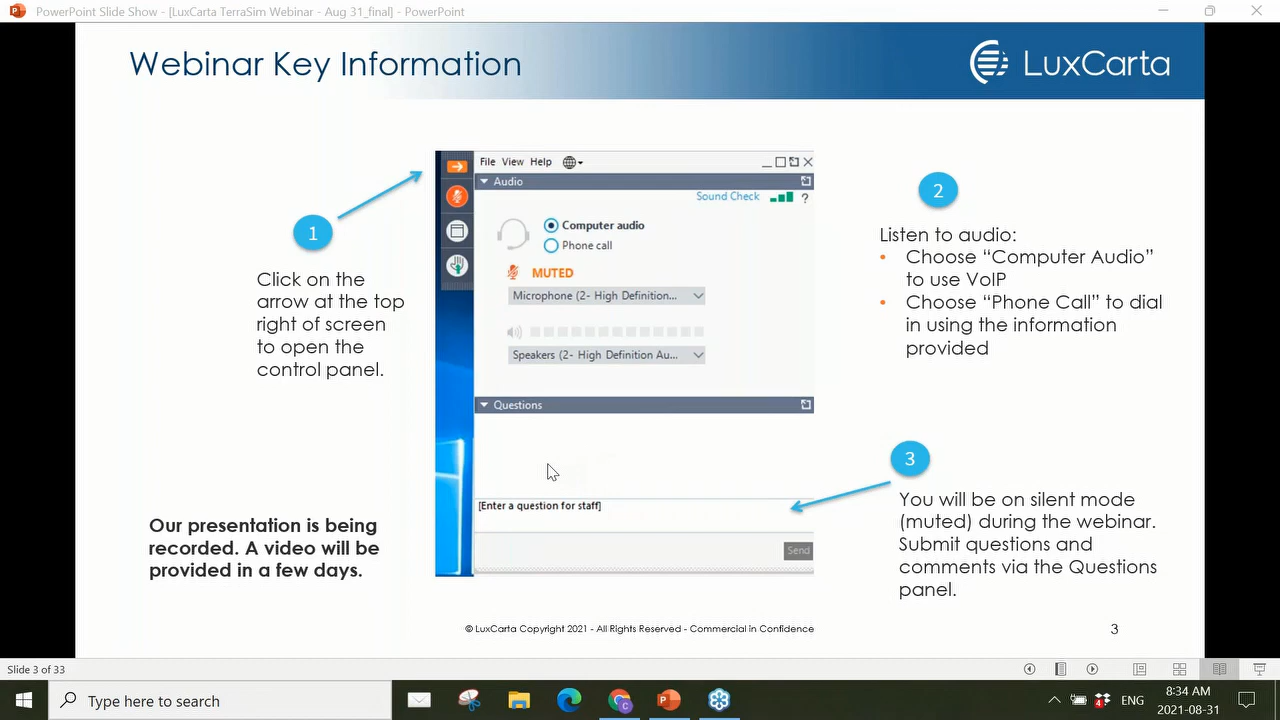 PowerPoint Slide Show - [LuxCarta TerraSim Webinar - Aug 31_final] - PowerPoint
Webinar Key Information
LuxCarta
File View Help
Audio
Sound Check
?
Computer audio
Phone call
MUTED
Microphone (2- High Definition...
Speakers (2- High Definition Au...
Questions
[Enter a question for staff]
Send
1
Click on the
arrow at the top
right of screen
to open the
control panel.
2
Listen to audio:
• Choose “Computer Audio”
to use VoIP
• Choose “Phone Call” to dial
in using the information
provided
3
You will be on silent mode
(muted) during the webinar.
Submit questions and
comments via the Questions
panel.
Our presentation is being
recorded. A video will be
provided in a few days.
© LuxCarta Copyright 2021 - All Rights Reserved - Commercial in Confidence
3
Slide 3 of 33
Type here to search
ENG
8:34 AM
2021-08-31